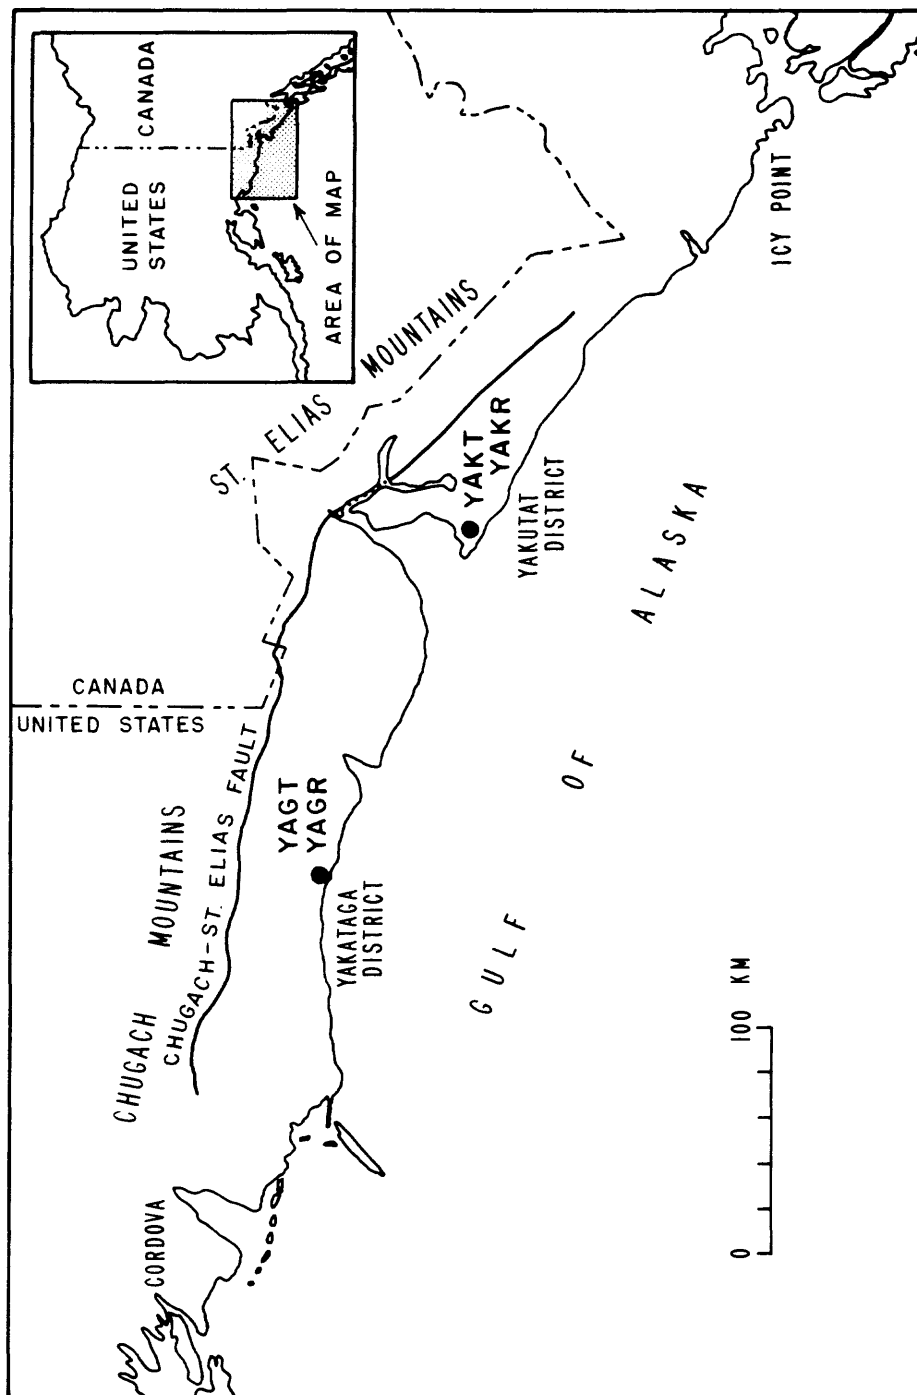 CANADA
UNITED
STATES
AREA OF MAP
ST. ELIAS MOUNTAINS
ICY POINT
YAKT
YAKR
YAKUTAT
DISTRICT
CANADA
UNITED STATES
CHUGACH MOUNTAINS
CHUGACH-ST. ELIAS FAULT
YAGT
YAGR
YAKATAGA
DISTRICT
CORDOVA
GULF OF ALASKA
0 100 KM